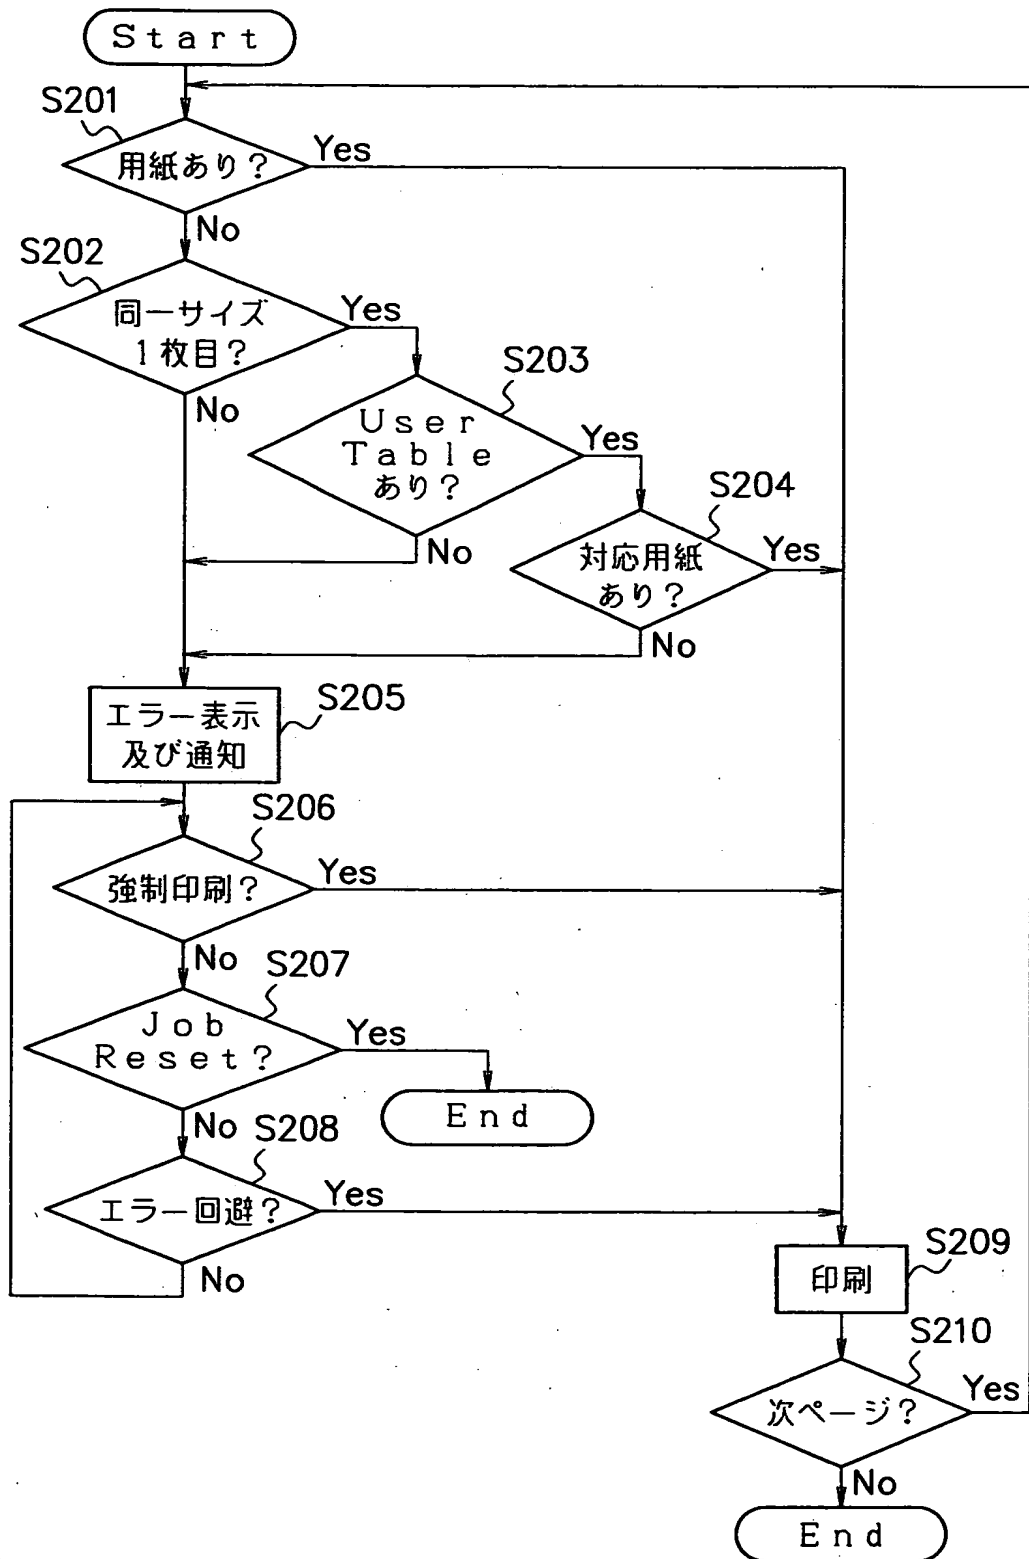 Start
S201
用紙あり?
Yes
No
S202
同一サイズ
1枚目?
Yes
No
S203
User
Table
あり?
Yes
No
S204
対応用紙
あり?
Yes
No
S205
エラー表示
及び通知
S206
強制印刷?
Yes
No
S207
Job
Reset?
Yes
End
No
S208
エラー回避?
Yes
No
S209
印刷
S210
次ページ?
Yes
No
End